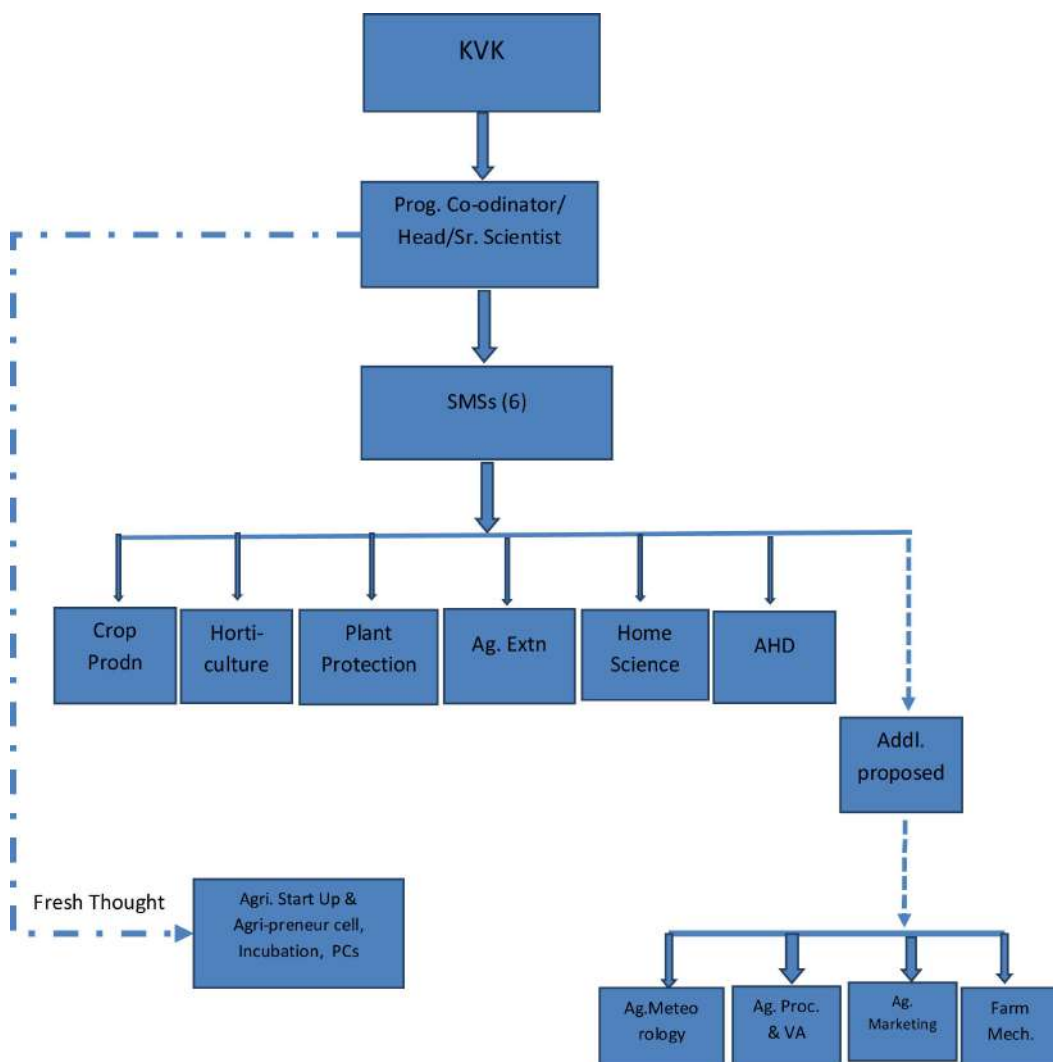 KVK
Prog. Co-odinator/
Head/Sr. Scientist
SMSs (6)
Crop
Prodn
Horti-
culture
Plant
Protection
Ag. Extn
Home
Science
AHD
Addl.
proposed
Fresh Thought
Agri. Start Up &
Agri-preneur cell,
Incubation, PCs
Ag.Meteo
rology
Ag. Proc.
& VA
Ag.
Marketing
Farm
Mech.